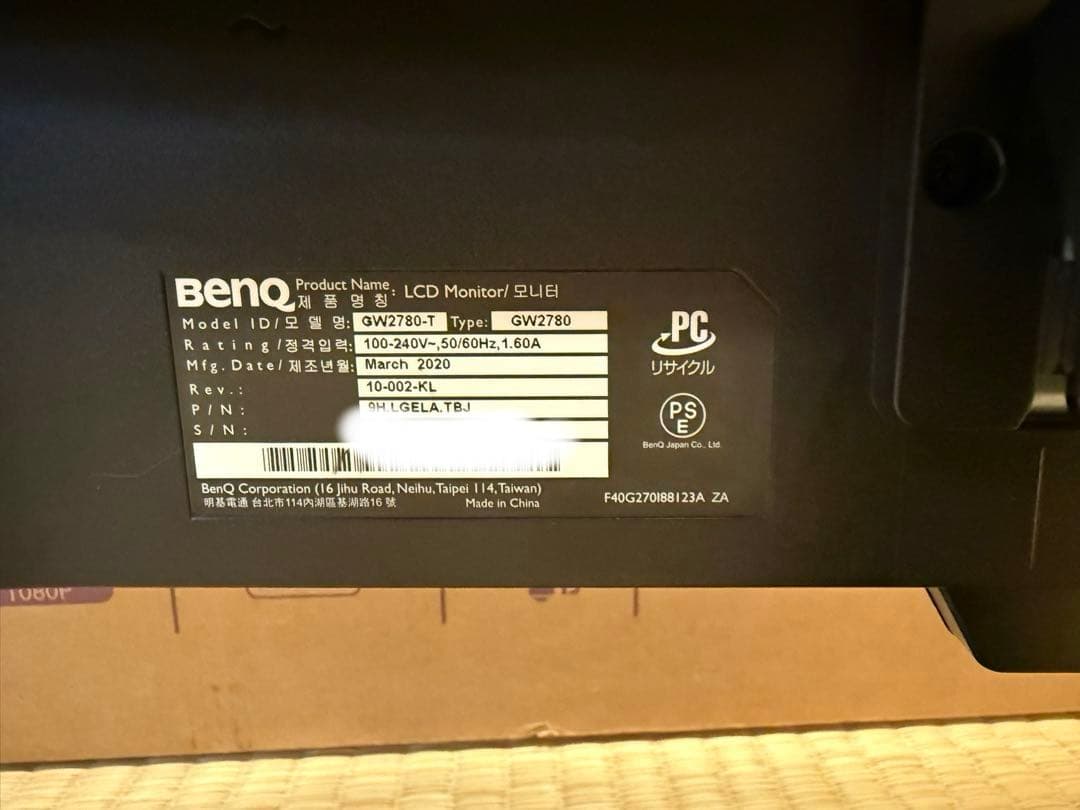 BenQ Product Name : LCD Monitor/ 모니터
제 품 명 칭
Model ID/모 델 명: GW2780-T Type: GW2780
Rating/정격입력: 100-240V~,50/60Hz,1.60A
Mfg. Date/제조년월: March 2020
Rev.: 10-002-KL
P/N: 9H.LGELA.TBJ
S/N:
BenQ Corporation (16 Jihu Road, Neihu, Taipei 114, Taiwan)
明基電通 台北市114內湖區基湖路16 號 Made in China
PC
リサイクル
PS
E
BenQ Japan Co., Ltd.
F40G270I88123A ZA
1080P